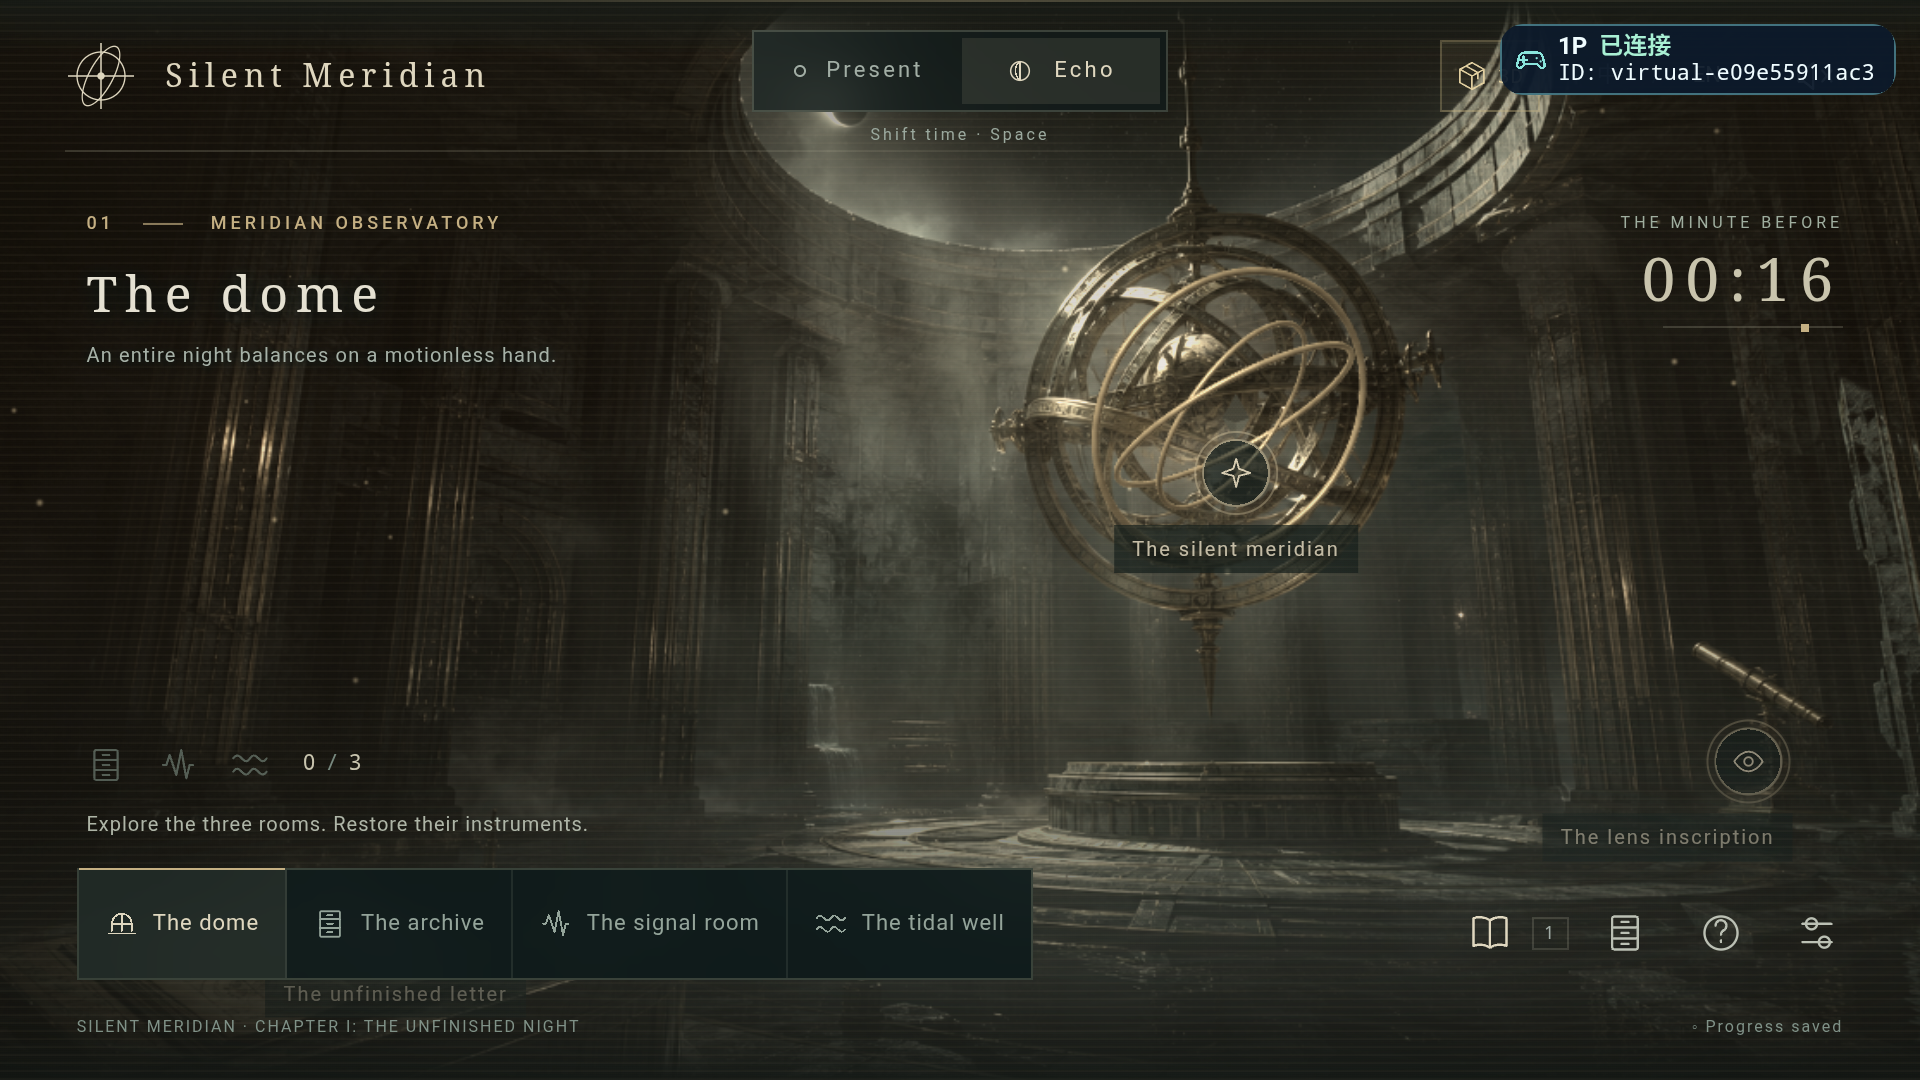 Silent Meridian
Present
Echo
Shift time · Space
1P 已连接
ID: virtual-e09e55911ac3
01 MERIDIAN OBSERVATORY
The dome
An entire night balances on a motionless hand.
THE MINUTE BEFORE
00:16
The silent meridian
The lens inscription
0 / 3
Explore the three rooms. Restore their instruments.
The dome
The archive
The signal room
The tidal well
1
The unfinished letter
SILENT MERIDIAN · CHAPTER I: THE UNFINISHED NIGHT
◦ Progress saved